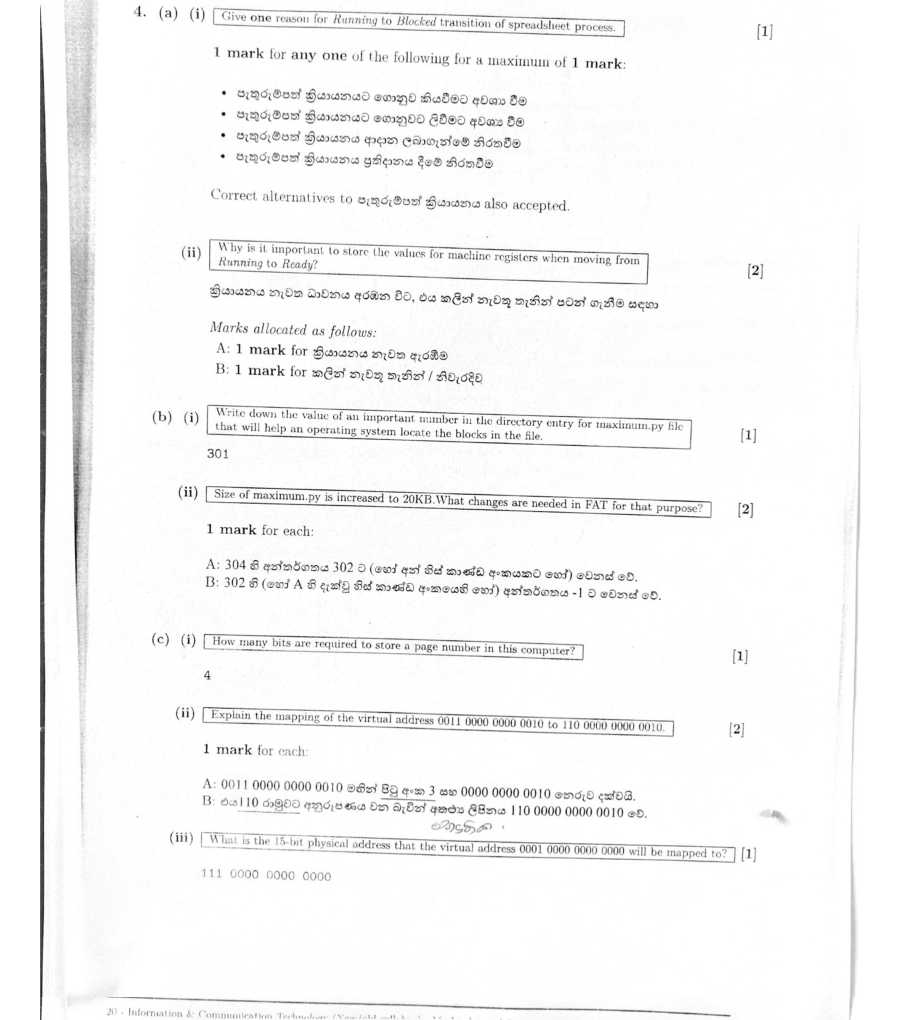 4. (a) (i) Give one reason for Running to Blocked transition of spreadsheet process. [1]
1 mark for any one of the following for a maximum of 1 mark:
• පැතුරුම්පත් ක්‍රියායනයට ගොනුව කියවීමට අවශ්‍ය වීම
• පැතුරුම්පත් ක්‍රියායනයට ගොනුවට ලිවීමට අවශ්‍ය වීම
• පැතුරුම්පත් ක්‍රියායනය ආදාන ලබාගැන්මේ නිරතවීම
• පැතුරුම්පත් ක්‍රියායනය ප්‍රතිදානය දීමේ නිරතවීම
Correct alternatives to පැතුරුම්පත් ක්‍රියායනය also accepted.
(ii) Why is it important to store the values for machine registers when moving from
Running to Ready? [2]
ක්‍රියායනය නැවත ධාවනය අරඹන විට, එය කලින් නැවතූ තැනින් පටන් ගැනීම සඳහා
Marks allocated as follows:
A: 1 mark for ක්‍රියායනය නැවත ඇරඹීම
B: 1 mark for කලින් නැවතූ තැනින් / නිවැරදිව
(b) (i) Write down the value of an important number in the directory entry for maximum.py file
that will help an operating system locate the blocks in the file. [1]
301
(ii) Size of maximum.py is increased to 20KB.What changes are needed in FAT for that purpose? [2]
1 mark for each:
A: 304 හි අන්තර්ගතය 302 ට (හෝ අන් හිස් කාණ්ඩ අංකයකට හෝ) වෙනස් වේ.
B: 302 හි (හෝ A හි දැක්වූ හිස් කාණ්ඩ අංකයෙහි හෝ) අන්තර්ගතය -1 ට වෙනස් වේ.
(c) (i) How many bits are required to store a page number in this computer? [1]
4
(ii) Explain the mapping of the virtual address 0011 0000 0000 0010 to 110 0000 0000 0010. [2]
1 mark for each:
A: 0011 0000 0000 0010 මඟින් පිටු අංක 3 සහ 0000 0000 0010 තෙරුව දක්වයි.
B: එය110 රාමුවට අනුරූපණය වන බැවින් අතථ්‍ය ලිපිනය 110 0000 0000 0010 වේ.
(iii) What is the 15-bit physical address that the virtual address 0001 0000 0000 0000 will be mapped to? [1]
111 0000 0000 0000
20 - Information & Communication Technology